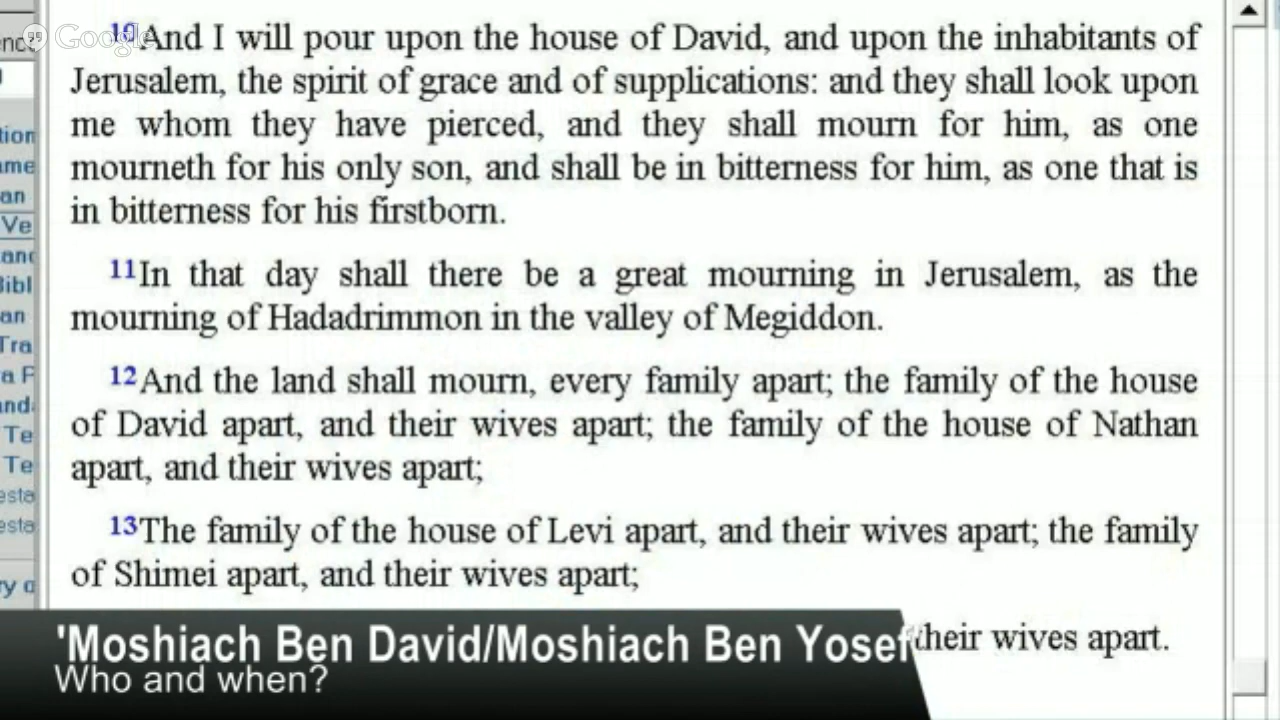 Google
10And I will pour upon the house of David, and upon the inhabitants of
Jerusalem, the spirit of grace and of supplications: and they shall look upon
me whom they have pierced, and they shall mourn for him, as one
mourneth for his only son, and shall be in bitterness for him, as one that is
in bitterness for his firstborn.
11In that day shall there be a great mourning in Jerusalem, as the
mourning of Hadadrimmon in the valley of Megiddon.
12And the land shall mourn, every family apart; the family of the house
of David apart, and their wives apart; the family of the house of Nathan
apart, and their wives apart;
13The family of the house of Levi apart, and their wives apart; the family
of Shimei apart, and their wives apart;
their wives apart.
'Moshiach Ben David/Moshiach Ben Yosef
Who and when?